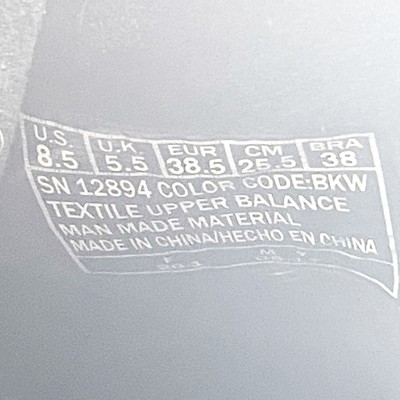 U.S. U.K. EUR CM BRA
8.5 5.5 38.5 25.5 38
SN 12894 COLOR CODE:BKW
TEXTILE UPPER BALANCE
MAN MADE MATERIAL
MADE IN CHINA/HECHO EN CHINA
F M Y